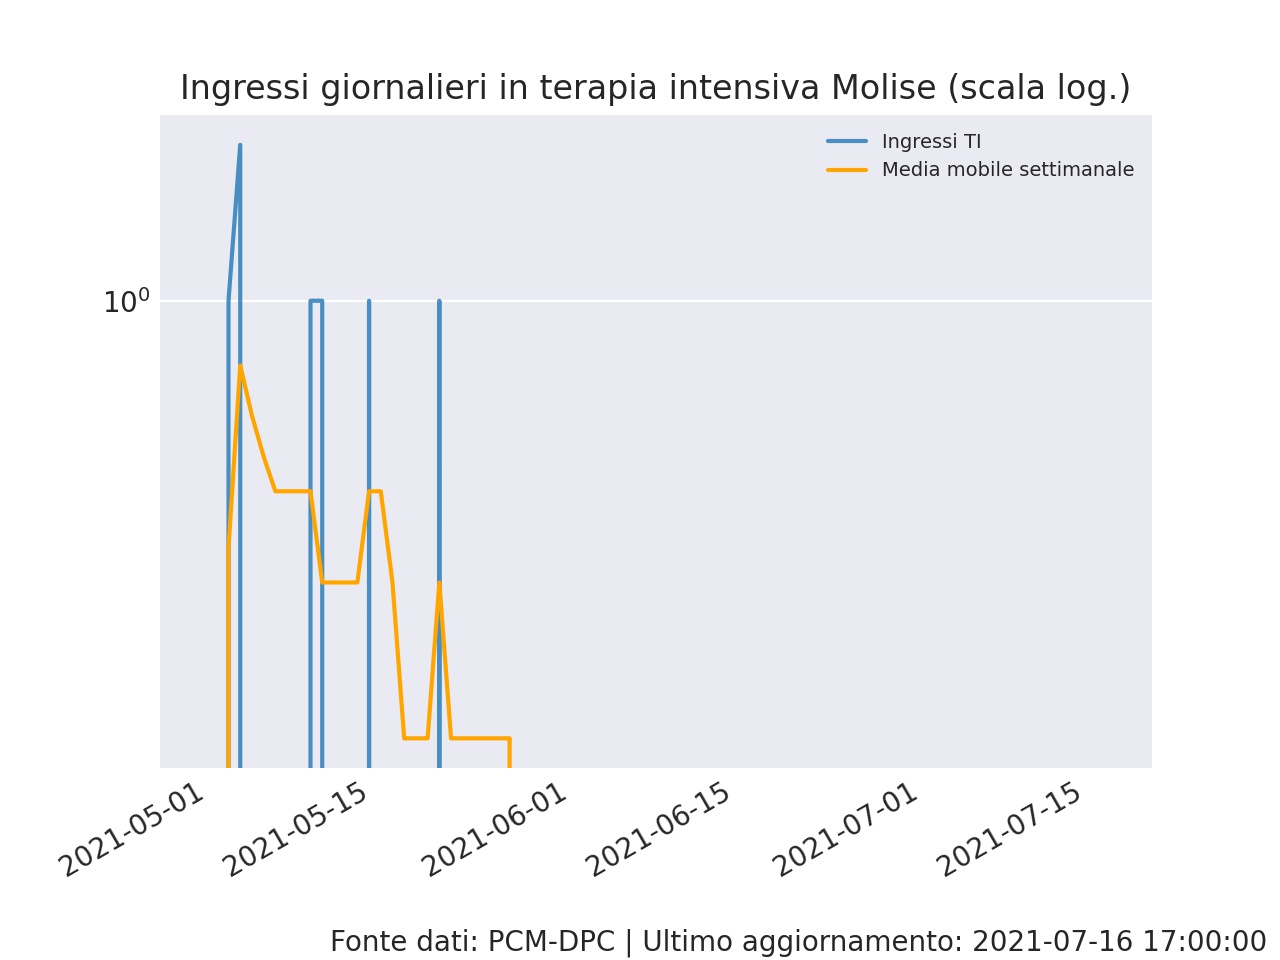 Ingressi giornalieri in terapia intensiva Molise (scala log.)
Ingressi TI
Media mobile settimanale
10⁰
2021-05-01
2021-05-15
2021-06-01
2021-06-15
2021-07-01
2021-07-15
Fonte dati: PCM-DPC | Ultimo aggiornamento: 2021-07-16 17:00:00